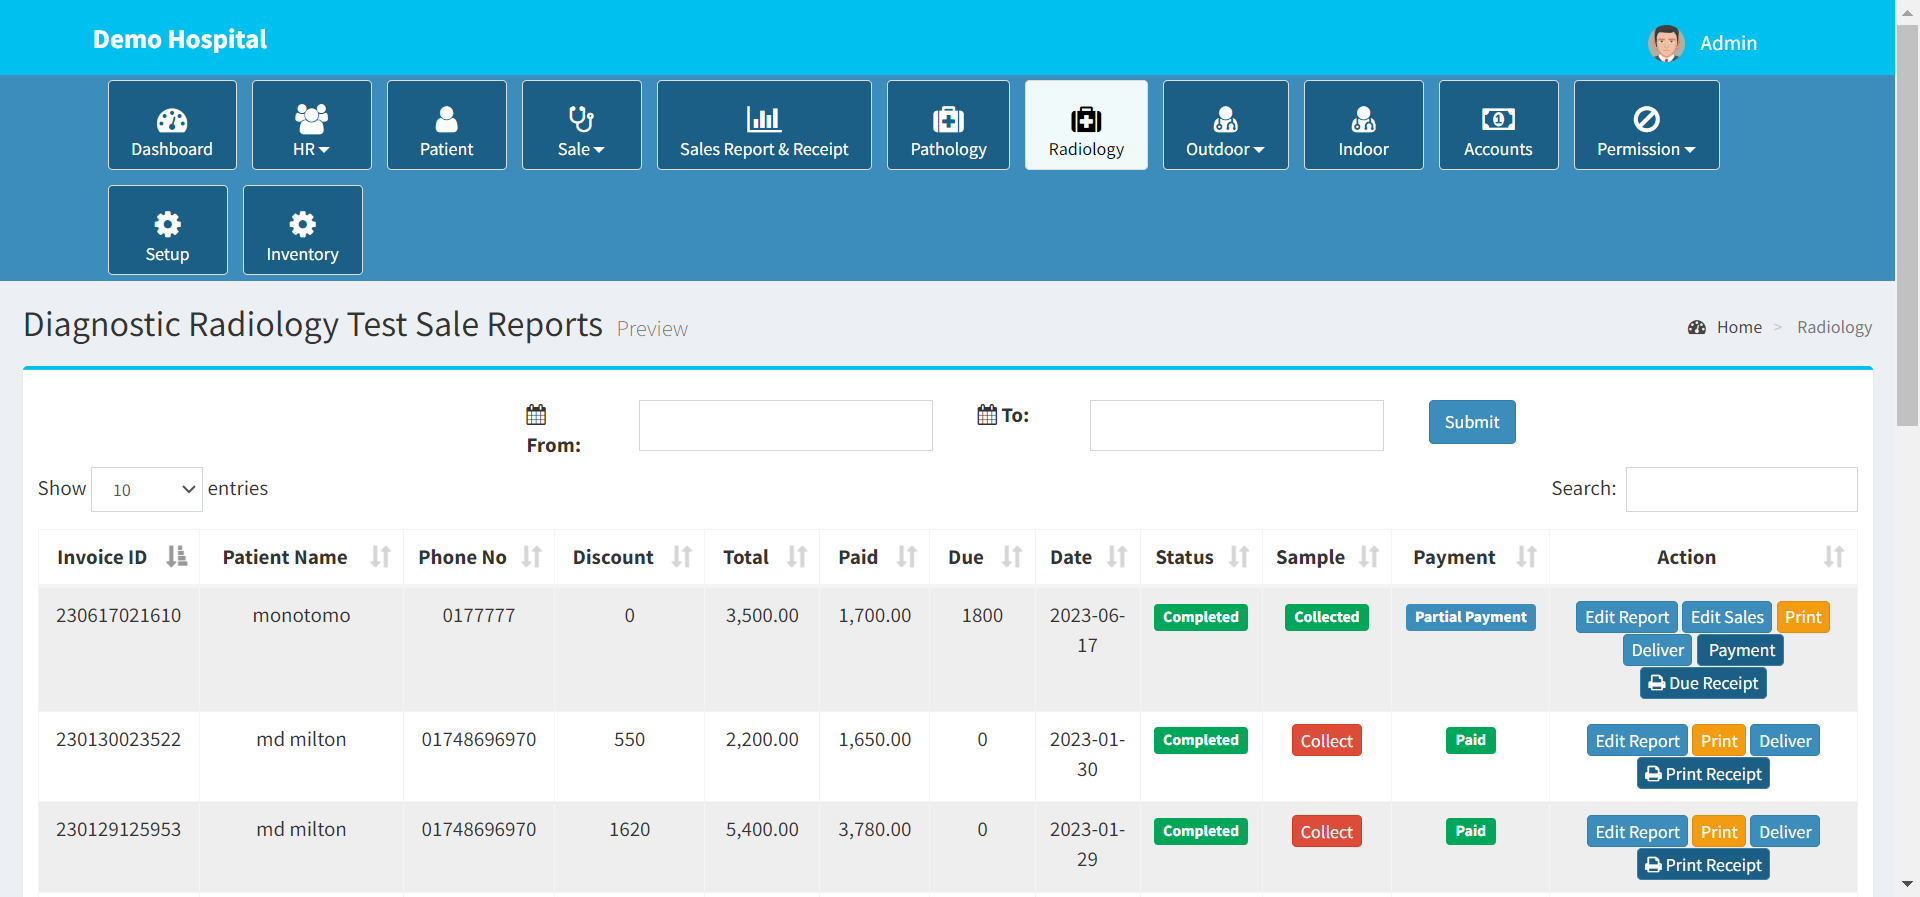 Demo Hospital
Admin
Dashboard
HR
Patient
Sale
Sales Report & Receipt
Pathology
Radiology
Outdoor
Indoor
Accounts
Permission
Setup
Inventory
Diagnostic Radiology Test Sale Reports Preview
Home > Radiology
From:
To:
Submit
Show 10 entries
Search:
Invoice ID Patient Name Phone No Discount Total Paid Due Date Status Sample Payment Action
230617021610 monotomo 0177777 0 3,500.00 1,700.00 1800 2023-06-
17
Completed Collected Partial Payment Edit Report Edit Sales Print
Deliver Payment
Due Receipt
230130023522 md milton 01748696970 550 2,200.00 1,650.00 0 2023-01-
30
Completed Collect Paid Edit Report Print Deliver
Print Receipt
230129125953 md milton 01748696970 1620 5,400.00 3,780.00 0 2023-01-
29
Completed Collect Paid Edit Report Print Deliver
Print Receipt